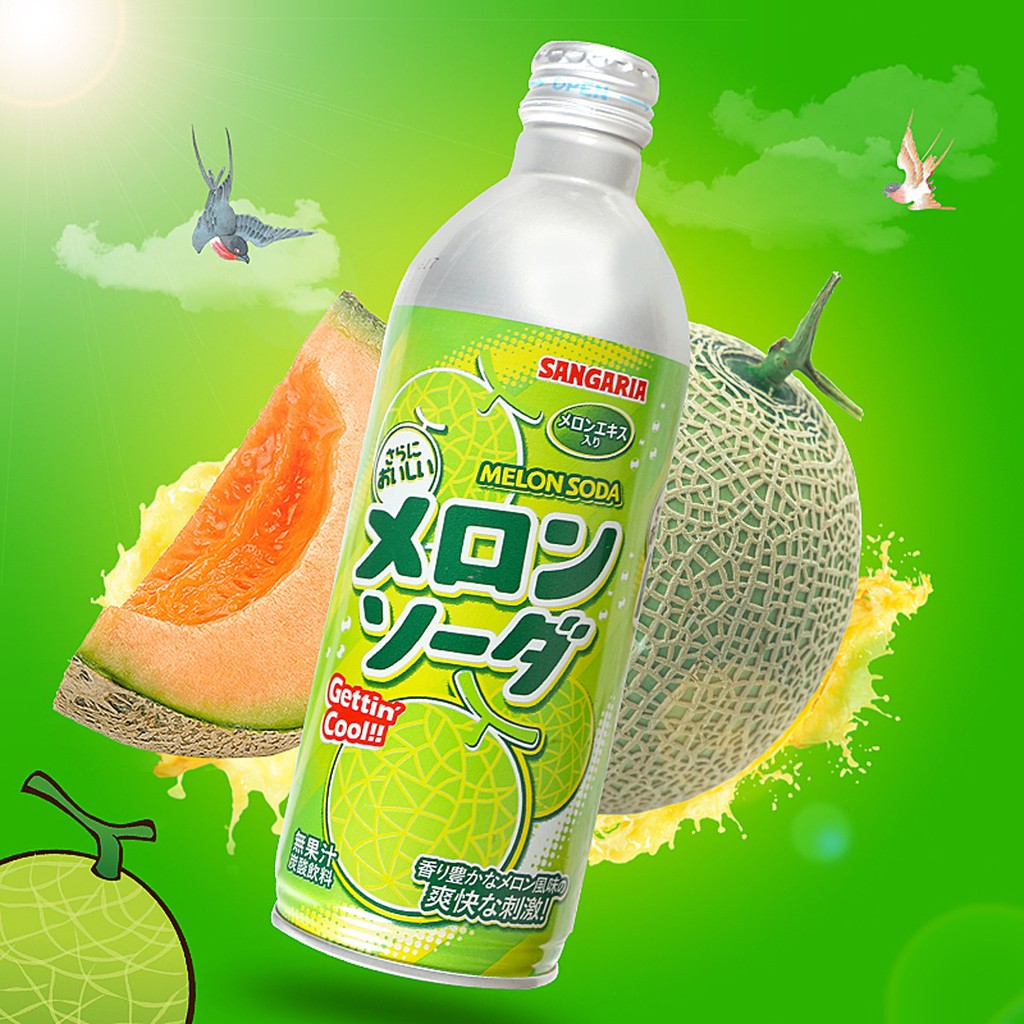 OPEN
SANGARIA
メロンエキス
入り
さらに
おいしい
MELON SODA
メロン
ソーダ
Gettin'
Cool!!
無果汁
炭酸飲料
香り豊かなメロン風味の
爽快な刺激!